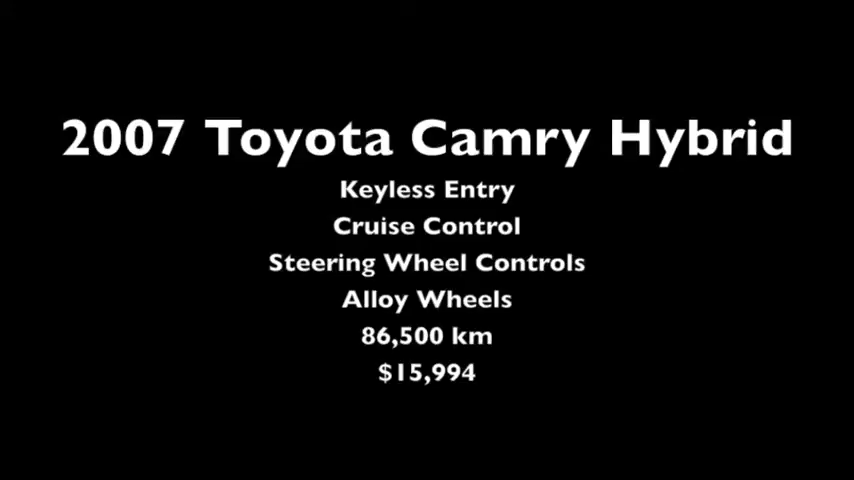 2007 Toyota Camry Hybrid
Keyless Entry
Cruise Control
Steering Wheel Controls
Alloy Wheels
86,500 km
$15,994